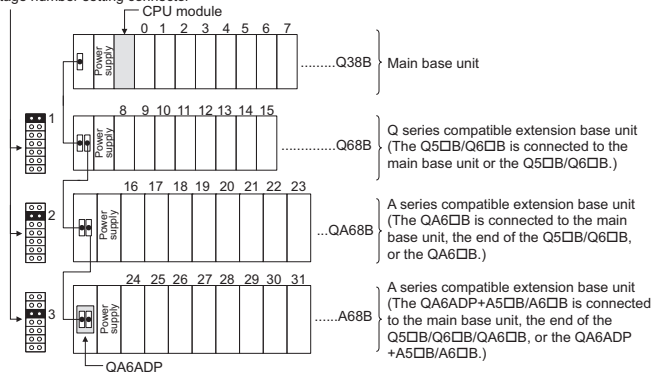 CPU module
0 1 2 3 4 5 6 7
Power supply
.........Q38B
Main base unit
1
8 9 10 11 12 13 14 15
Power supply
.........Q68B
Q series compatible extension base unit
(The Q5□B/Q6□B is connected to the
main base unit or the Q5□B/Q6□B.)
2
16 17 18 19 20 21 22 23
Power supply
...QA68B
A series compatible extension base unit
(The QA6□B is connected to the main
base unit, the end of the Q5□B/Q6□B,
or the QA6□B.)
3
24 25 26 27 28 29 30 31
Power supply
......A68B
A series compatible extension base unit
(The QA6ADP+A5□B/A6□B is connected
to the main base unit, the end of the
Q5□B/Q6□B/QA6□B, or the QA6ADP
+A5□B/A6□B.)
QA6ADP